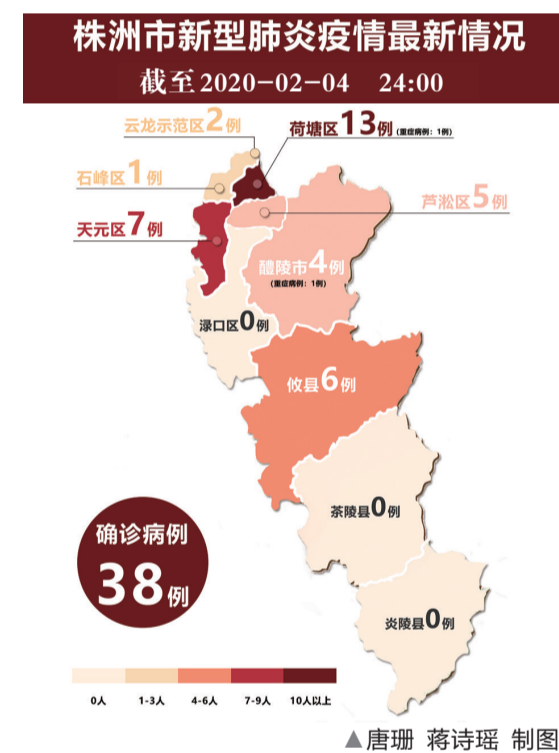 株洲市新型肺炎疫情最新情况
截至2020-02-04 24:00
云龙示范区2例
荷塘区13例(重症病例：1例)
石峰区1例
芦淞区5例
天元区7例
醴陵市4例
(重症病例：1例)
渌口区0例
攸县6例
茶陵县0例
确诊病例
38例
炎陵县0例
0人 1-3人 4-6人 7-9人 10人以上
▲唐珊 蒋诗瑶 制图